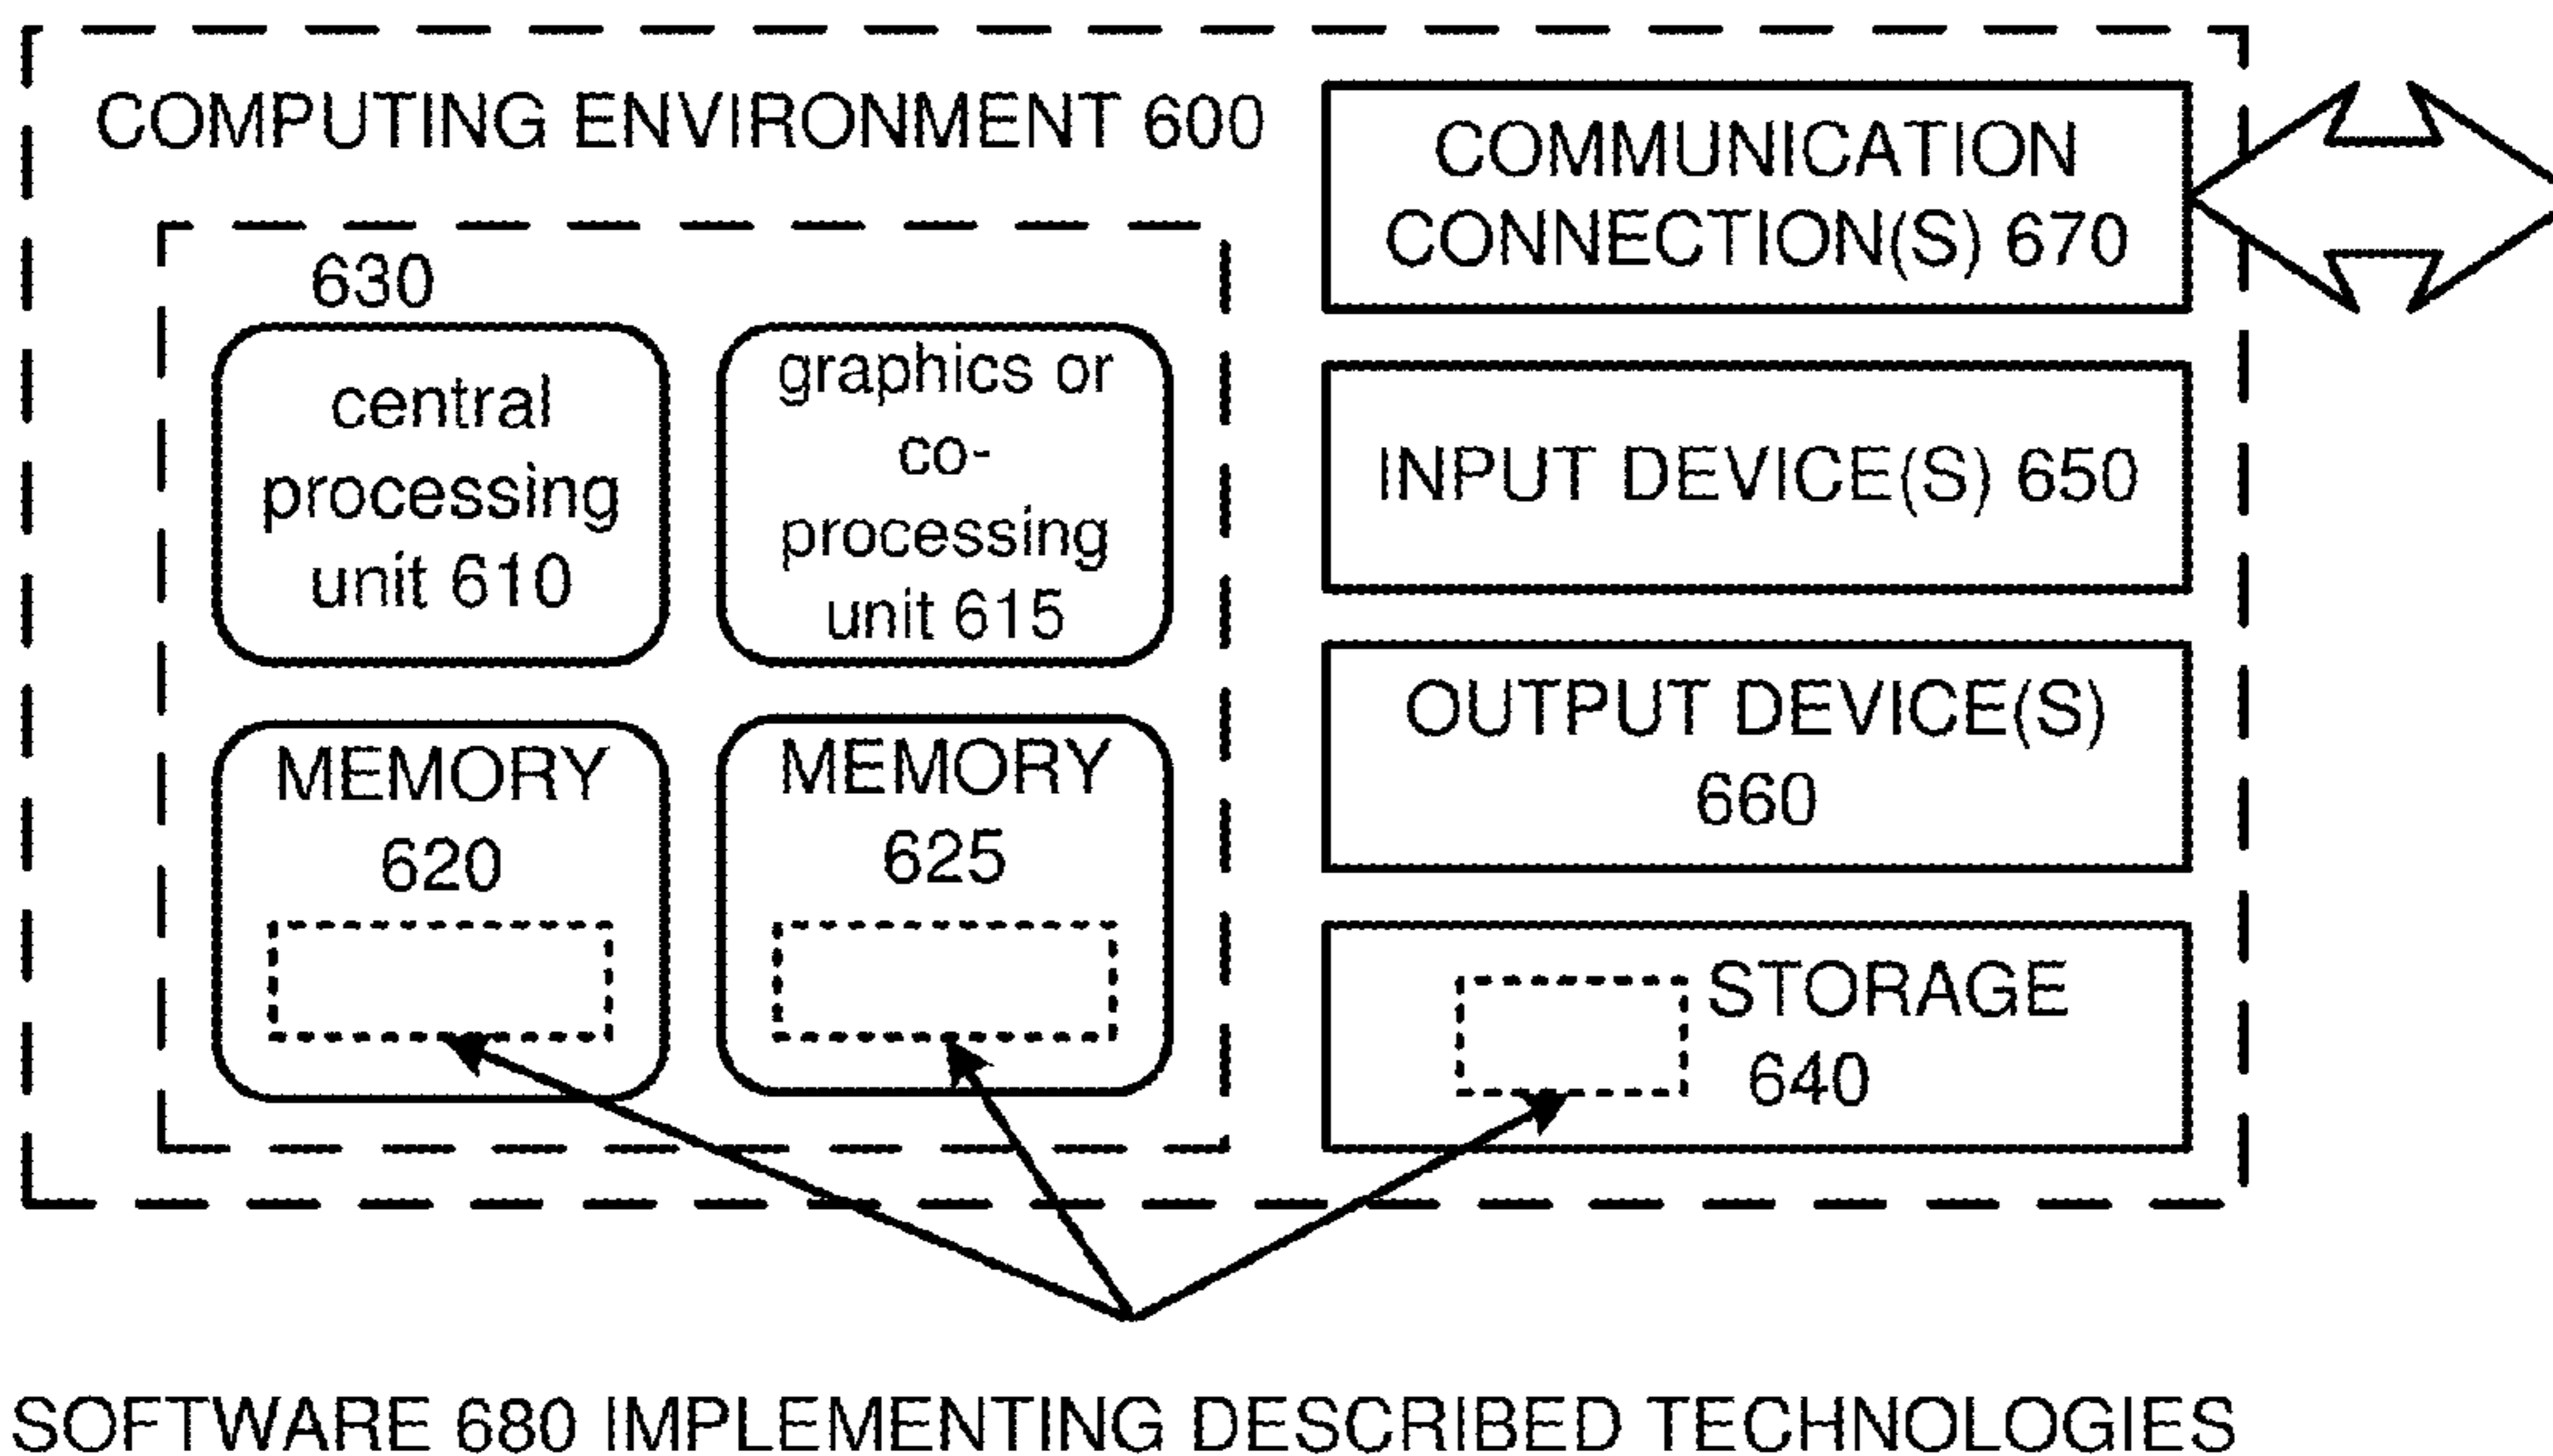 COMPUTING ENVIRONMENT 600
630
central
processing
unit 610
graphics or
co-
processing
unit 615
MEMORY
620
MEMORY
625
COMMUNICATION
CONNECTION(S) 670
INPUT DEVICE(S) 650
OUTPUT DEVICE(S)
660
STORAGE
640
SOFTWARE 680 IMPLEMENTING DESCRIBED TECHNOLOGIES